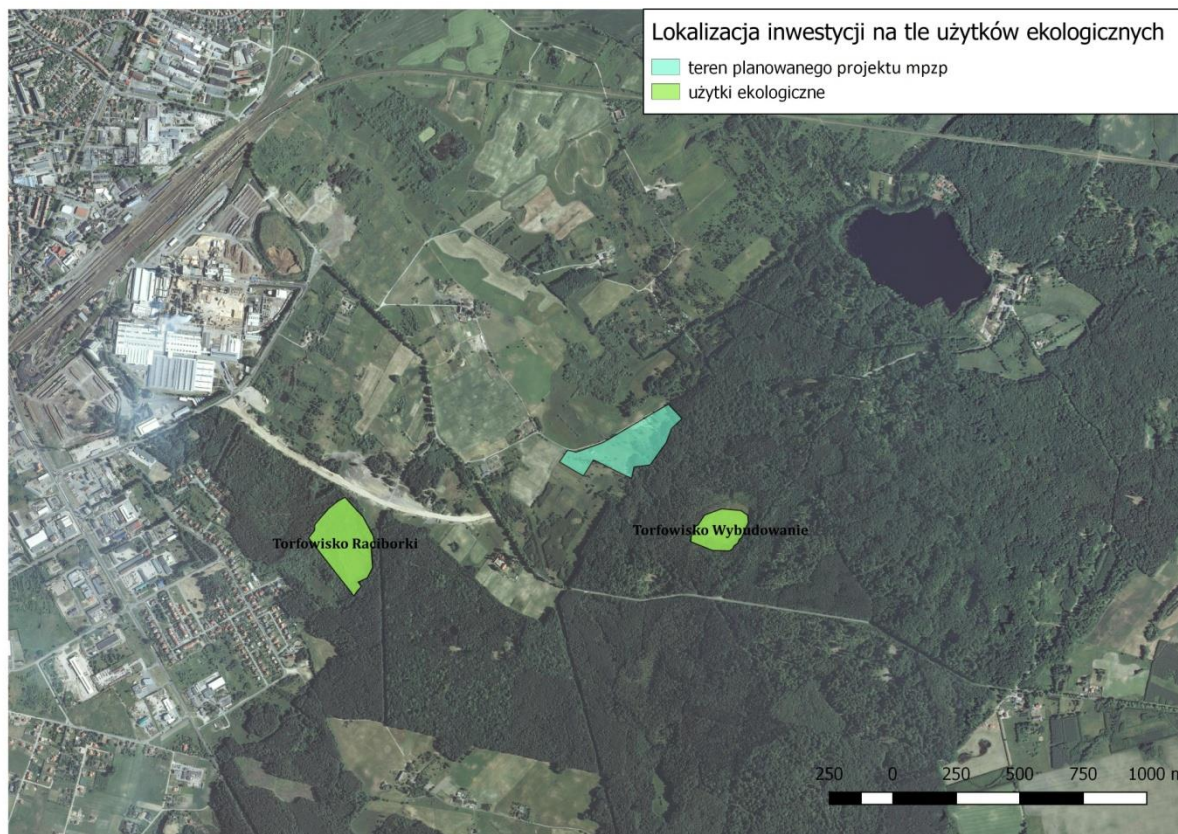 Lokalizacja inwestycji na tle użytków ekologicznych
teren planowanego projektu mpzp
użytki ekologiczne
Torfowisko Raciborki
Torfowisko Wybudowanie
250 0 250 500 750 1000 m